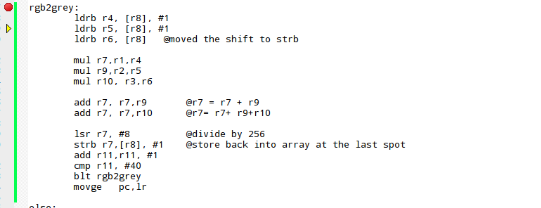 rgb2grey:
ldrb r4, [r8], #1
ldrb r5, [r8], #1
ldrb r6, [r8] @moved the shift to strb
mul r7,r1,r4
mul r9,r2,r5
mul r10, r3,r6
add r7, r7,r9 @r7 = r7 + r9
add r7, r7,r10 @r7= r7+ r9+r10
lsr r7, #8 @divide by 256
strb r7,[r8], #1 @store back into array at the last spot
add r11,r11, #1
cmp r11, #40
blt rgb2grey
movge pc,lr
else: